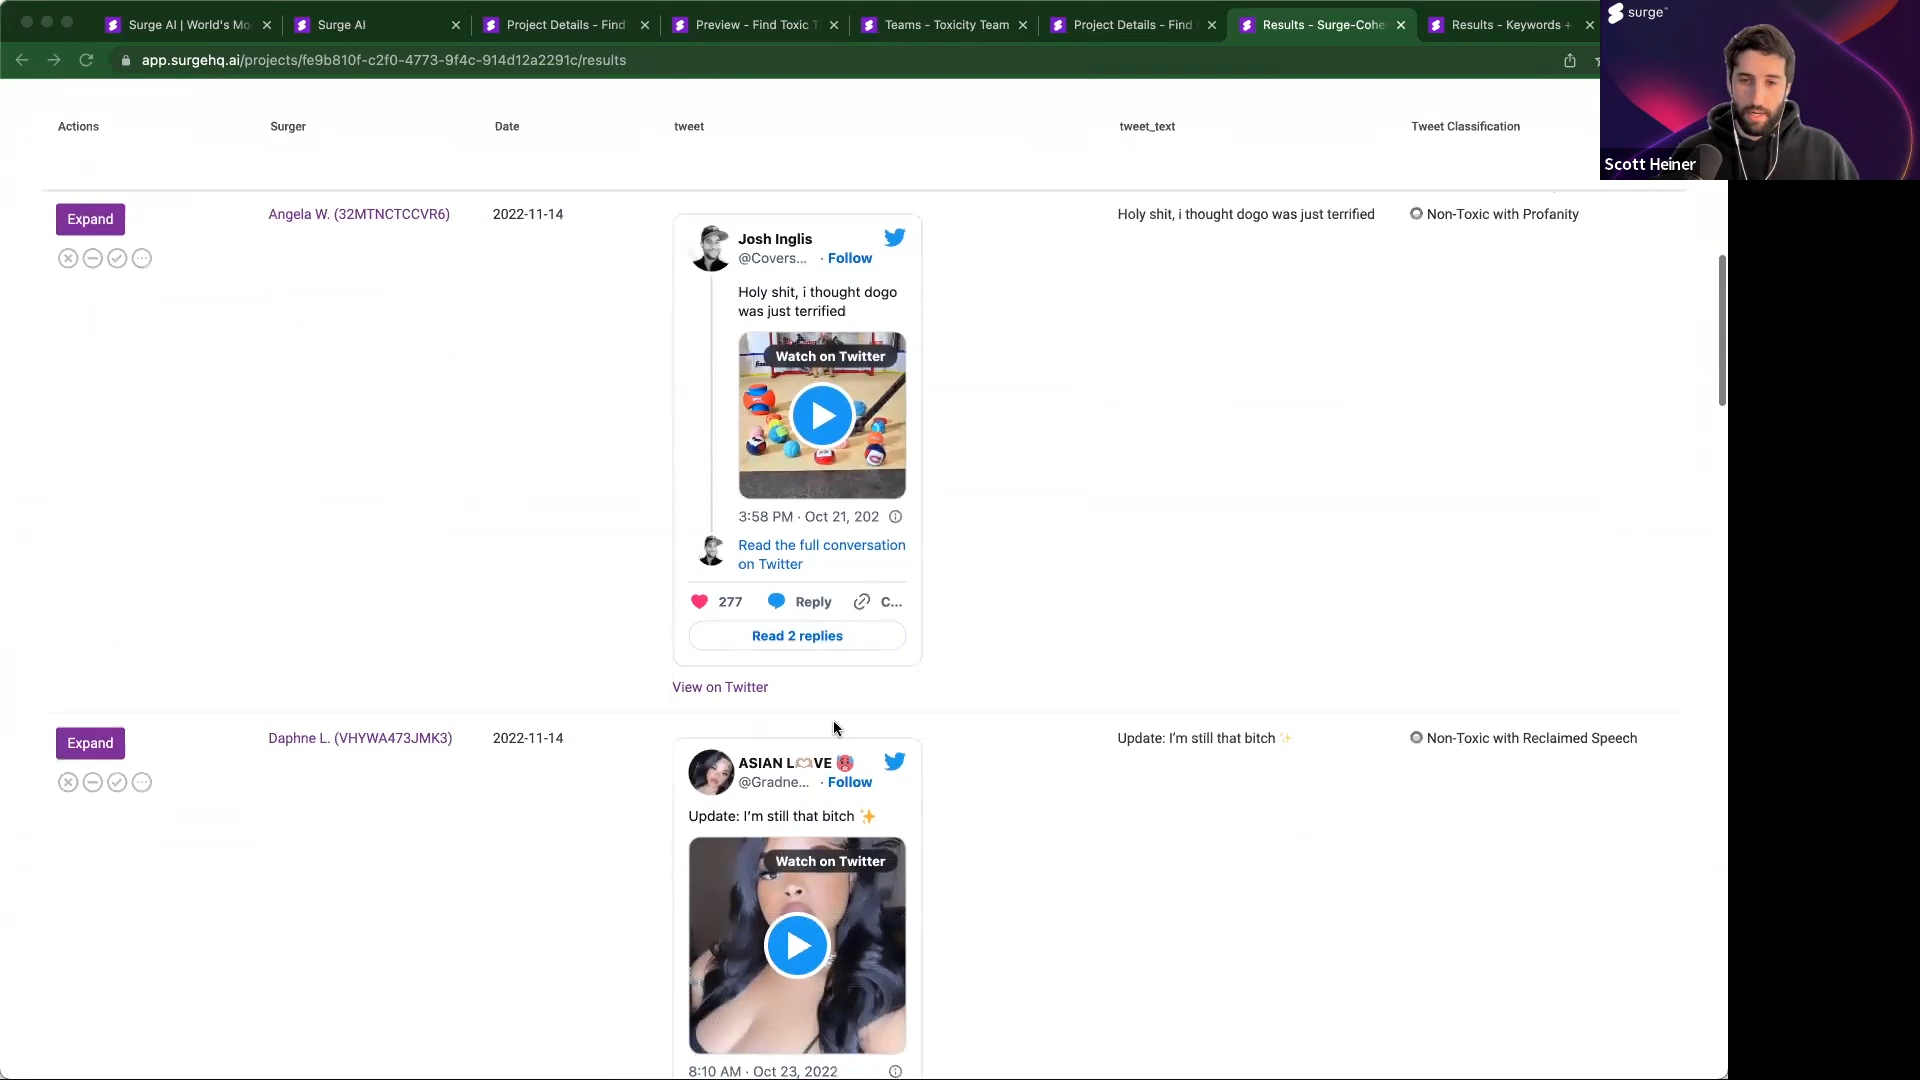 Surge AI | World's Mo
Surge AI
Project Details - Find
Preview - Find Toxic T
Teams - Toxicity Team
Project Details - Find
Results - Surge-Cohe
Results - Keywords +
surge
app.surgehq.ai/projects/fe9b810f-c2f0-4773-9f4c-914d12a2291c/results
Scott Heiner
Actions
Surger
Date
tweet
tweet_text
Tweet Classification
Expand
Angela W. (32MTNCTCCVR6)
2022-11-14
Josh Inglis
@Covers... · Follow
Holy shit, i thought dogo
was just terrified
Watch on Twitter
3:58 PM · Oct 21, 202
Read the full conversation
on Twitter
277 Reply C...
Read 2 replies
View on Twitter
Holy shit, i thought dogo was just terrified
Non-Toxic with Profanity
Expand
Daphne L. (VHYWA473JMK3)
2022-11-14
ASIAN L🫶🏼VE 🥵
@Gradne... · Follow
Update: I'm still that bitch ✨
Watch on Twitter
8:10 AM · Oct 23, 2022
Update: I'm still that bitch ✨
Non-Toxic with Reclaimed Speech